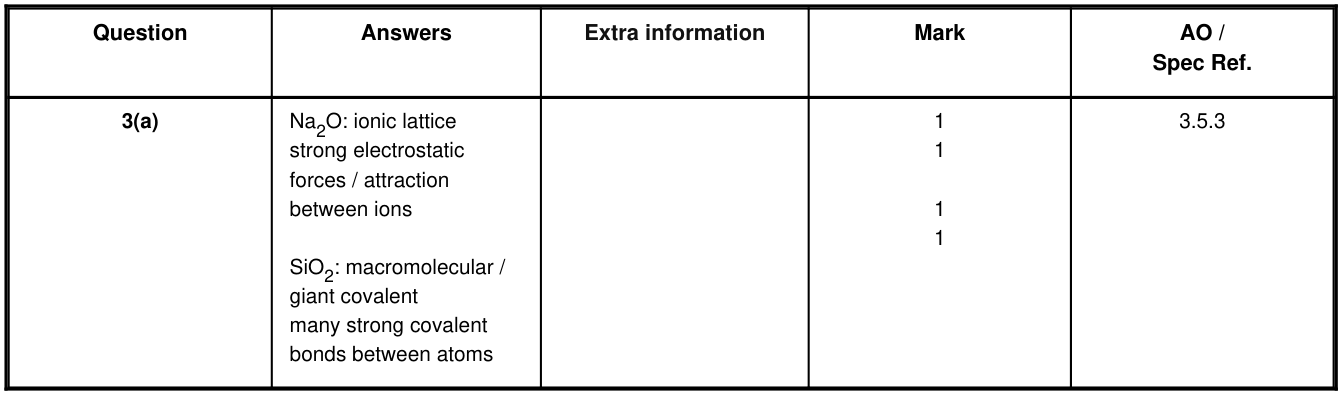 Question Answers Extra information Mark AO /
Spec Ref.
3(a) Na₂O: ionic lattice 1 3.5.3
strong electrostatic 1
forces / attraction
between ions 1
1
SiO₂: macromolecular /
giant covalent
many strong covalent
bonds between atoms